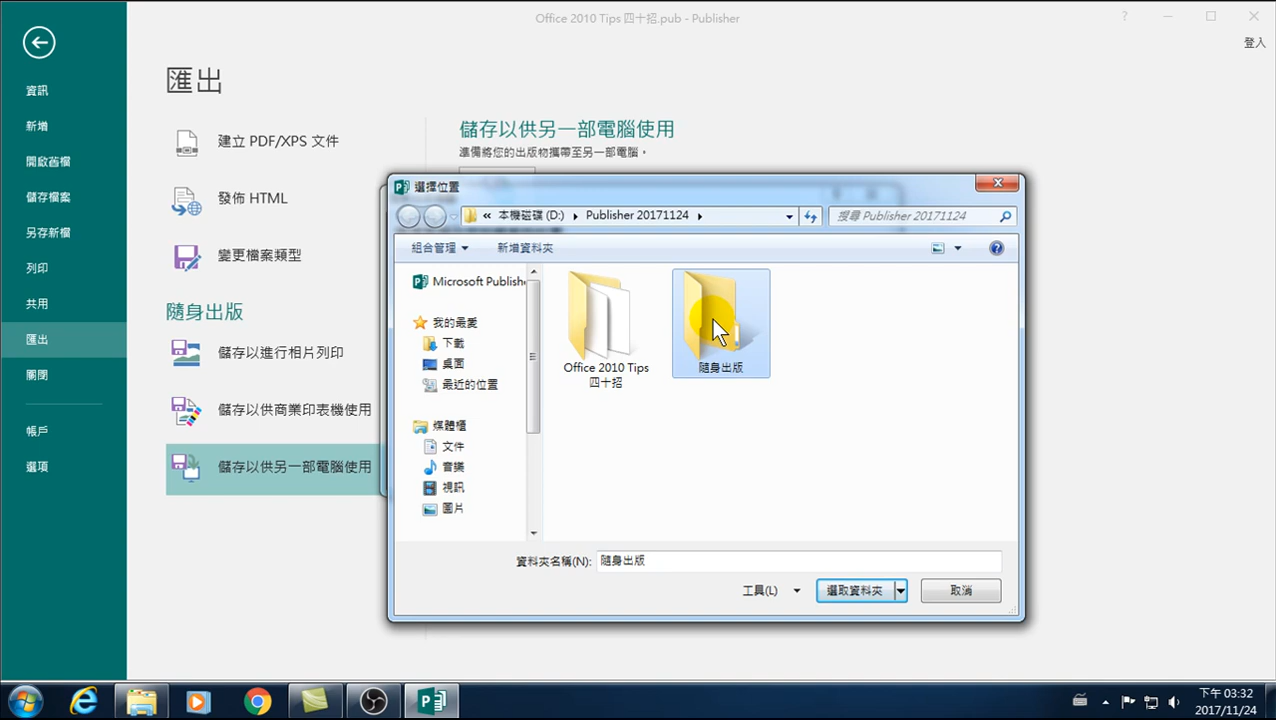 Office 2010 Tips 四十招.pub - Publisher
?
登入
資訊
新增
開啟舊檔
儲存檔案
另存新檔
列印
共用
匯出
關閉
帳戶
選項
匯出
建立 PDF/XPS 文件
發佈 HTML
變更檔案類型
隨身出版
儲存以進行相片列印
儲存以供商業印表機使用
儲存以供另一部電腦使用
儲存以供另一部電腦使用
準備將您的出版物攜帶至另一部電腦。
選擇位置
« 本機磁碟 (D:) Publisher 20171124
搜尋 Publisher 20171124
組合管理
新增資料夾
Microsoft Publish
我的最愛
下載
桌面
最近的位置
媒體櫃
文件
音樂
視訊
圖片
Office 2010 Tips
四十招
隨身出版
資料夾名稱(N): 隨身出版
工具(L)
選取資料夾
取消
下午 03:32
2017/11/24